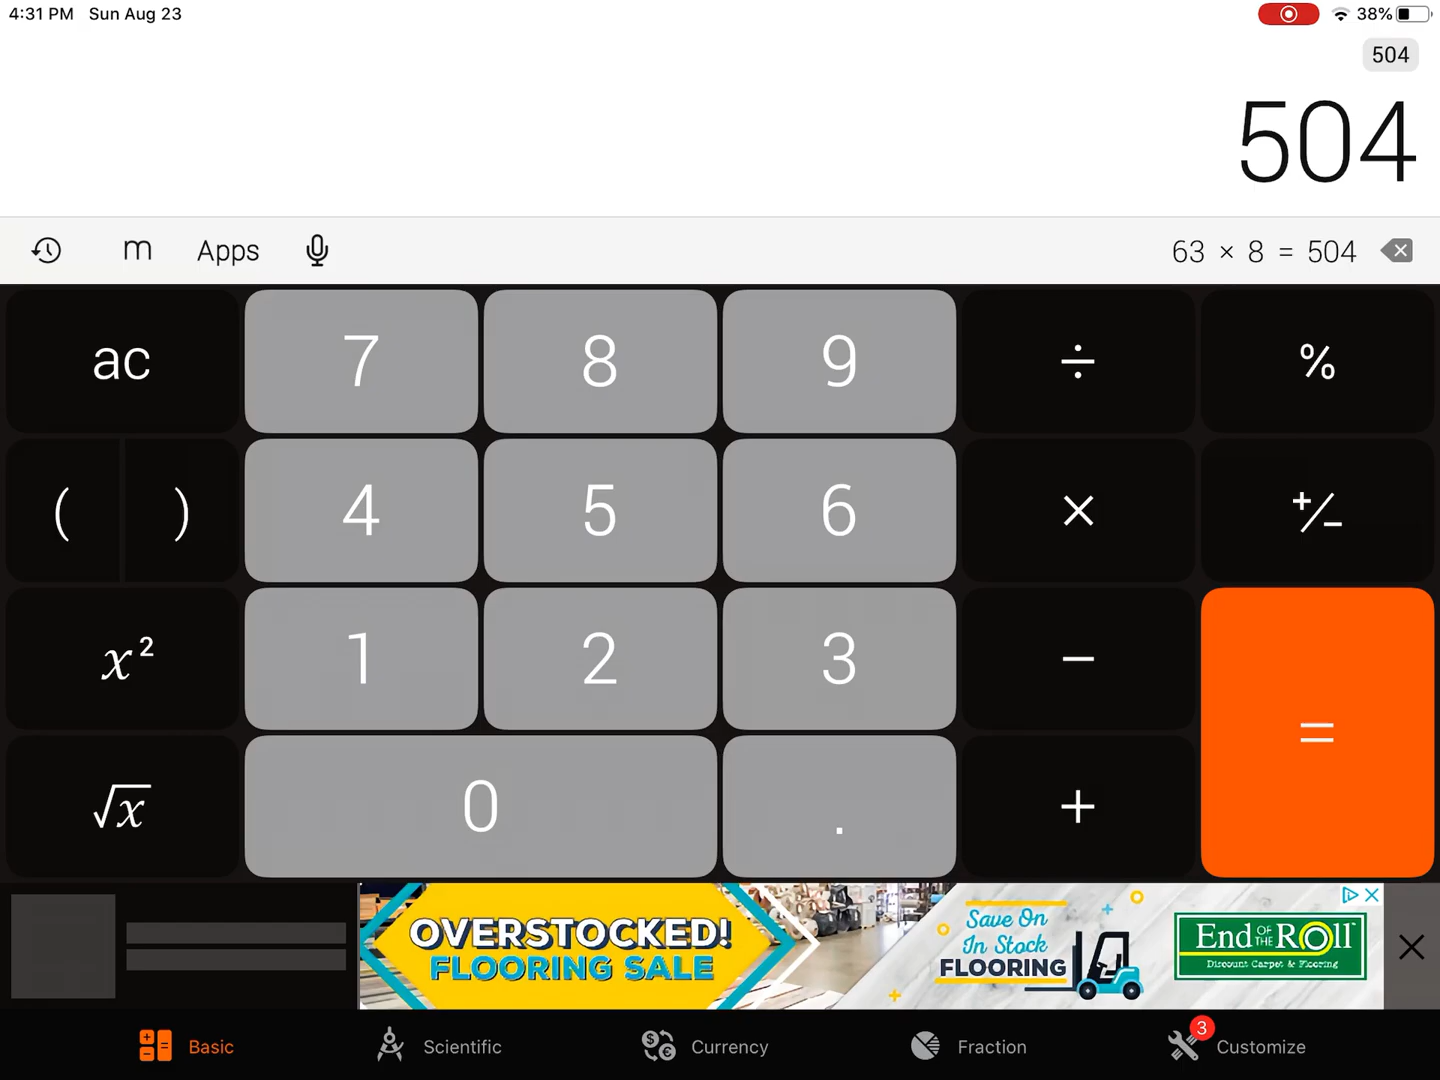 4:31 PM Sun Aug 23
38%
504
504
m Apps
63 × 8 = 504
ac 7 8 9 ÷ %
( ) 4 5 6 × +/−
x² 1 2 3 −
=
√x 0 . +
OVERSTOCKED!
FLOORING SALE
Save On
In Stock
FLOORING
End OF THE Roll
Discount Carpet & Flooring
Basic Scientific Currency Fraction 3 Customize